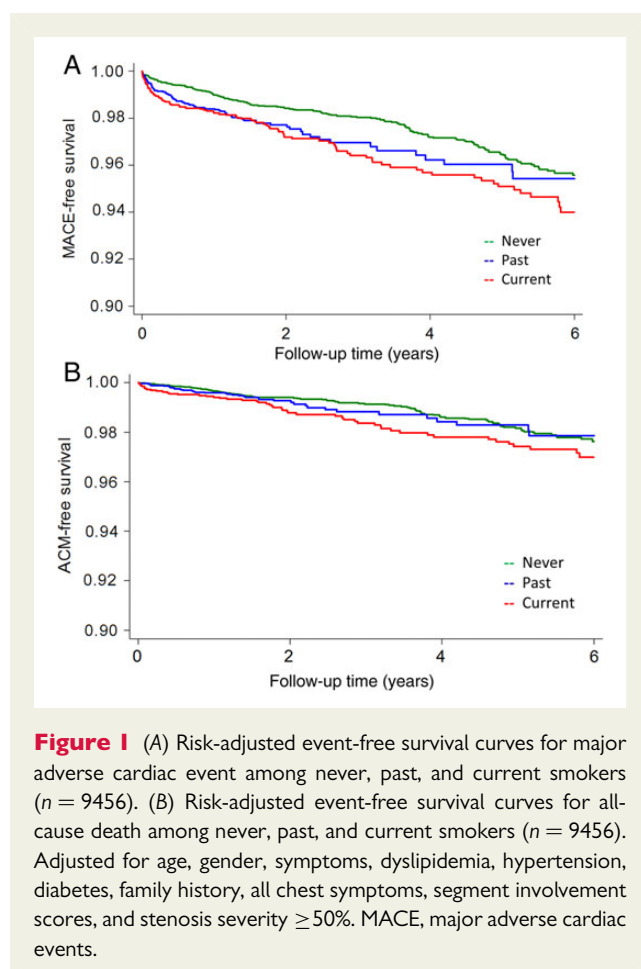 A
1.00
0.98
0.96
0.94
0.92
0.90
MACE-free survival
Never
Past
Current
0
2
4
6
Follow-up time (years)
B
1.00
0.98
0.96
0.94
0.92
0.90
ACM-free survival
Never
Past
Current
0
2
4
6
Follow-up time (years)
Figure 1 (A) Risk-adjusted event-free survival curves for major
adverse cardiac event among never, past, and current smokers
(n = 9456). (B) Risk-adjusted event-free survival curves for all-
cause death among never, past, and current smokers (n = 9456).
Adjusted for age, gender, symptoms, dyslipidemia, hypertension,
diabetes, family history, all chest symptoms, segment involvement
scores, and stenosis severity ≥50%. MACE, major adverse cardiac
events.